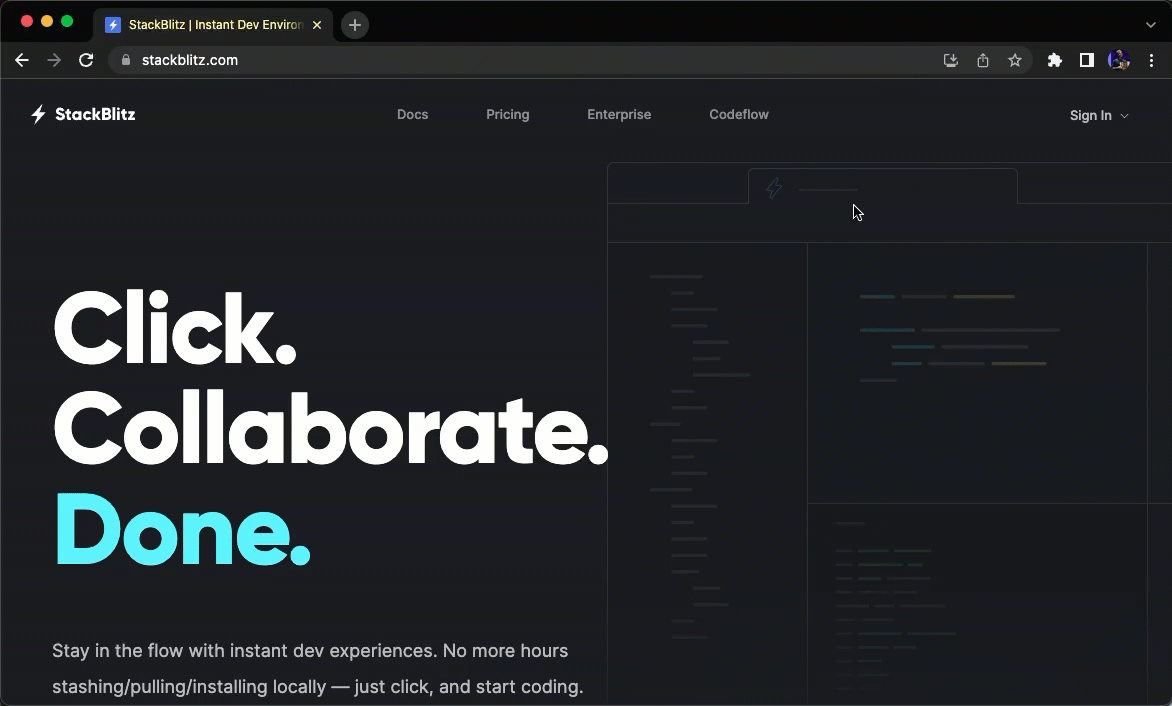 StackBlitz | Instant Dev Environ
stackblitz.com
StackBlitz
Docs
Pricing
Enterprise
Codeflow
Sign In
Click.
Collaborate.
Done.
Stay in the flow with instant dev experiences. No more hours
stashing/pulling/installing locally — just click, and start coding.